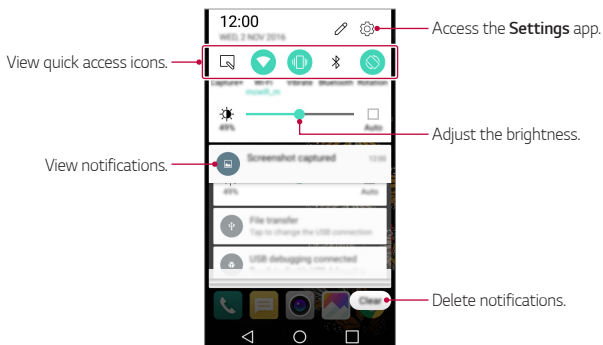 12:00
WED, 2 NOV 2016
Access the Settings app.
View quick access icons.
Capture+ Wi-Fi Vibrate Bluetooth Rotation
49% Auto
Adjust the brightness.
View notifications.
Screenshot captured 12:00
49% Auto
File transfer
Tap to change the USB connection
USB debugging connected
Clear
Delete notifications.